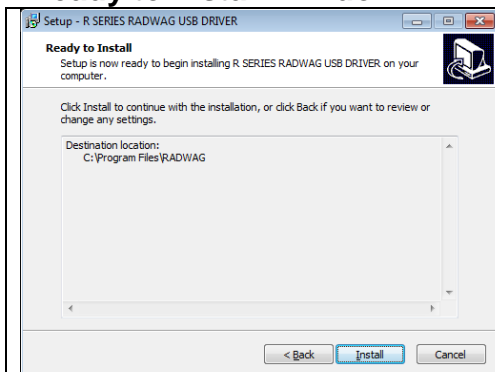 Setup - R SERIES RADWAG USB DRIVER
Ready to Install
Setup is now ready to begin installing R SERIES RADWAG USB DRIVER on your
computer.
Click Install to continue with the installation, or click Back if you want to review or
change any settings.
Destination location:
C:\Program Files\RADWAG
< Back
Install
Cancel